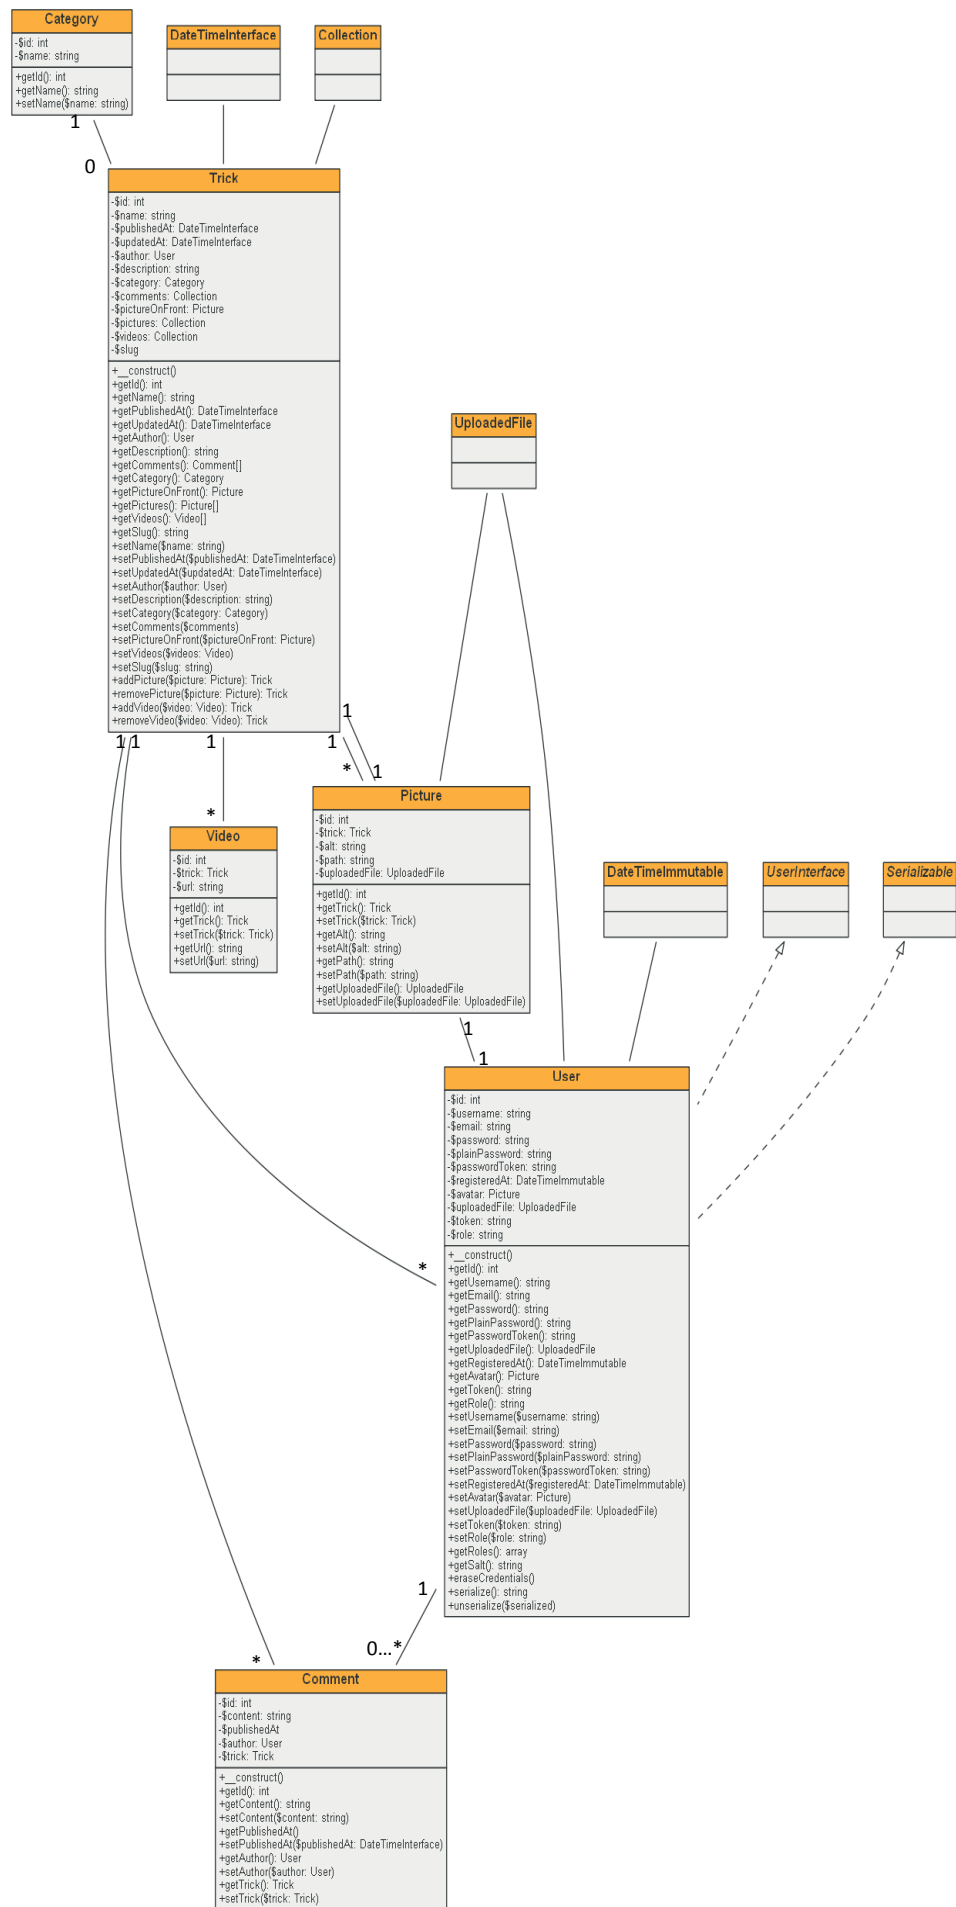 Category
-$id: int
-$name: string
+getId(): int
+getName(): string
+setName($name: string)
DateTimeInterface
Collection
1
0
Trick
-$id: int
-$name: string
-$publishedAt: DateTimeInterface
-$updatedAt: DateTimeInterface
-$author: User
-$description: string
-$category: Category
-$comments: Collection
-$pictureOnFront: Picture
-$pictures: Collection
-$videos: Collection
-$slug
+__construct()
+getId(): int
+getName(): string
+getPublishedAt(): DateTimeInterface
+getUpdatedAt(): DateTimeInterface
+getAuthor(): User
+getDescription(): string
+getComments(): Comment[]
+getCategory(): Category
+getPictureOnFront(): Picture
+getPictures(): Picture[]
+getVideos(): Video[]
+getSlug(): string
+setName($name: string)
+setPublishedAt($publishedAt: DateTimeInterface)
+setUpdatedAt($updatedAt: DateTimeInterface)
+setAuthor($author: User)
+setDescription($description: string)
+setCategory($category: Category)
+setComments($comments)
+setPictureOnFront($pictureOnFront: Picture)
+setVideos($videos: Video)
+setSlug($slug: string)
+addPicture($picture: Picture): Trick
+removePicture($picture: Picture): Trick
+addVideo($video: Video): Trick
+removeVideo($video: Video): Trick
UploadedFile
1
1 1
1
1
*
1
*
Video
-$id: int
-$trick: Trick
-$url: string
+getId(): int
+getTrick(): Trick
+setTrick($trick: Trick)
+getUrl(): string
+setUrl($url: string)
Picture
-$id: int
-$trick: Trick
-$alt: string
-$path: string
-$uploadedFile: UploadedFile
+getId(): int
+getTrick(): Trick
+setTrick($trick: Trick)
+getAlt(): string
+setAlt($alt: string)
+getPath(): string
+setPath($path: string)
+getUploadedFile(): UploadedFile
+setUploadedFile($uploadedFile: UploadedFile)
DateTimeImmutable
UserInterface
Serializable
1
1
User
-$id: int
-$username: string
-$email: string
-$password: string
-$plainPassword: string
-$passwordToken: string
-$registeredAt: DateTimeImmutable
-$avatar: Picture
-$uploadedFile: UploadedFile
-$token: string
-$role: string
+__construct()
+getId(): int
+getUsername(): string
+getEmail(): string
+getPassword(): string
+getPlainPassword(): string
+getPasswordToken(): string
+getUploadedFile(): UploadedFile
+getRegisteredAt(): DateTimeImmutable
+getAvatar(): Picture
+getToken(): string
+getRole(): string
+setUsername($username: string)
+setEmail($email: string)
+setPassword($password: string)
+setPlainPassword($plainPassword: string)
+setPasswordToken($passwordToken: string)
+setRegisteredAt($registeredAt: DateTimeImmutable)
+setAvatar($avatar: Picture)
+setUploadedFile($uploadedFile: UploadedFile)
+setToken($token: string)
+setRole($role: string)
+getRoles(): array
+getSalt(): string
+eraseCredentials()
+serialize(): string
+unserialize($serialized)
*
1
0...*
*
Comment
-$id: int
-$content: string
-$publishedAt
-$author: User
-$trick: Trick
+__construct()
+getId(): int
+getContent(): string
+setContent($content: string)
+getPublishedAt()
+setPublishedAt($publishedAt: DateTimeInterface)
+getAuthor(): User
+setAuthor($author: User)
+getTrick(): Trick
+setTrick($trick: Trick)